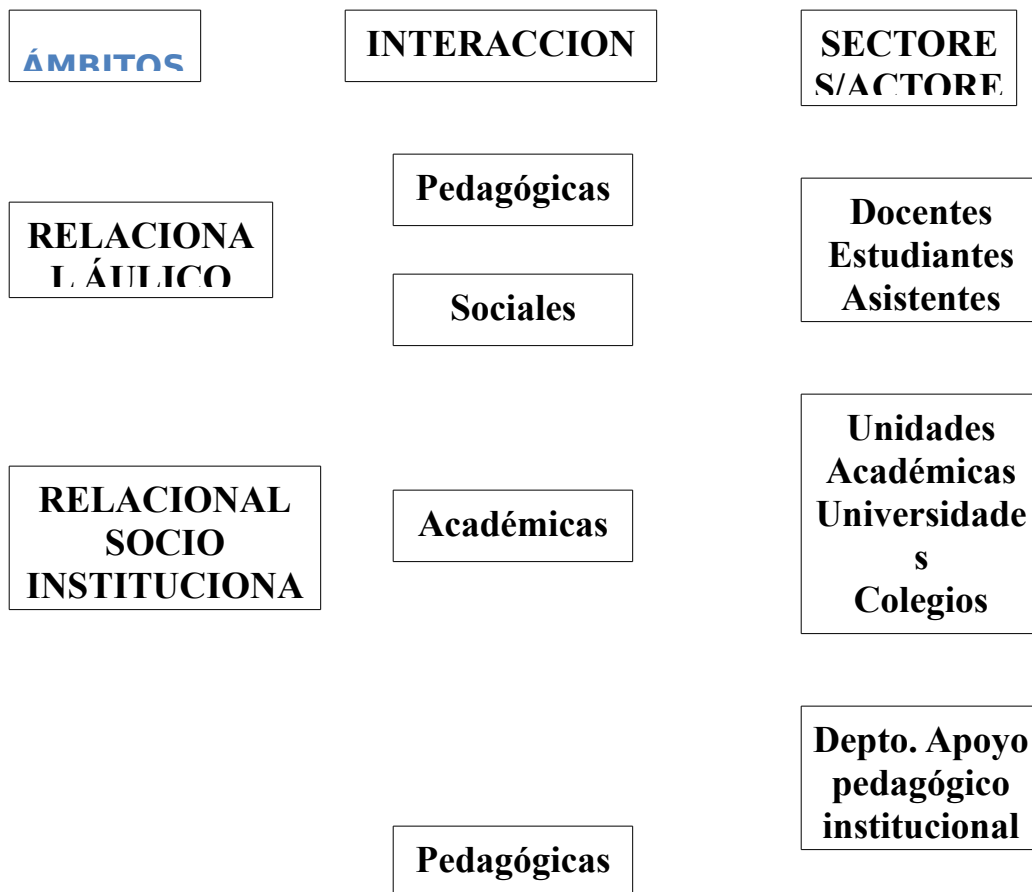 ÁMBITOS
INTERACCION
SECTORE
S/ACTORE
Pedagógicas
RELACIONA
L ÁULICO
Sociales
Docentes
Estudiantes
Asistentes
RELACIONAL
SOCIO
INSTITUCIONA
Académicas
Unidades
Académicas
Universidade
s
Colegios
Depto. Apoyo
pedagógico
institucional
Pedagógicas